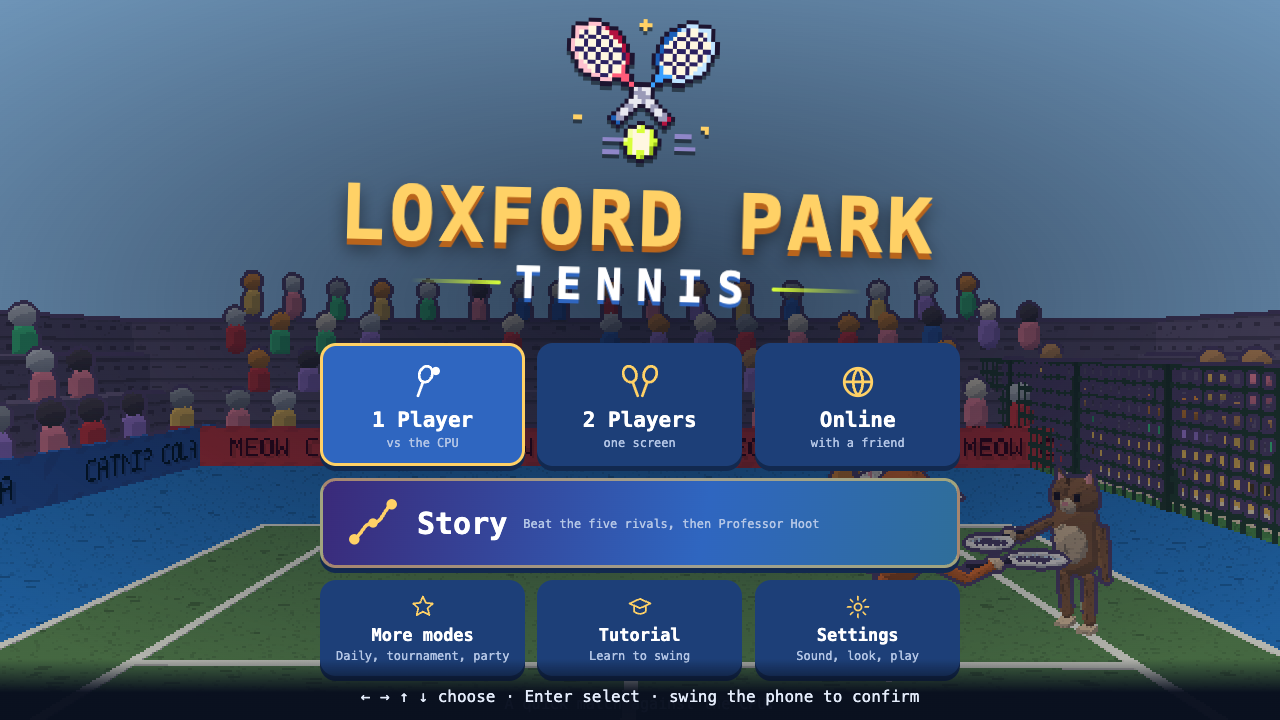 LOXFORD PARK
TENNIS
1 Player
vs the CPU
2 Players
one screen
Online
with a friend
CATNIP COLA
MEOW
MEOW
Story
Beat the five rivals, then Professor Hoot
More modes
Daily, tournament, party
Tutorial
Learn to swing
Settings
Sound, look, play
← → ↑ ↓ choose · Enter select · swing the phone to confirm